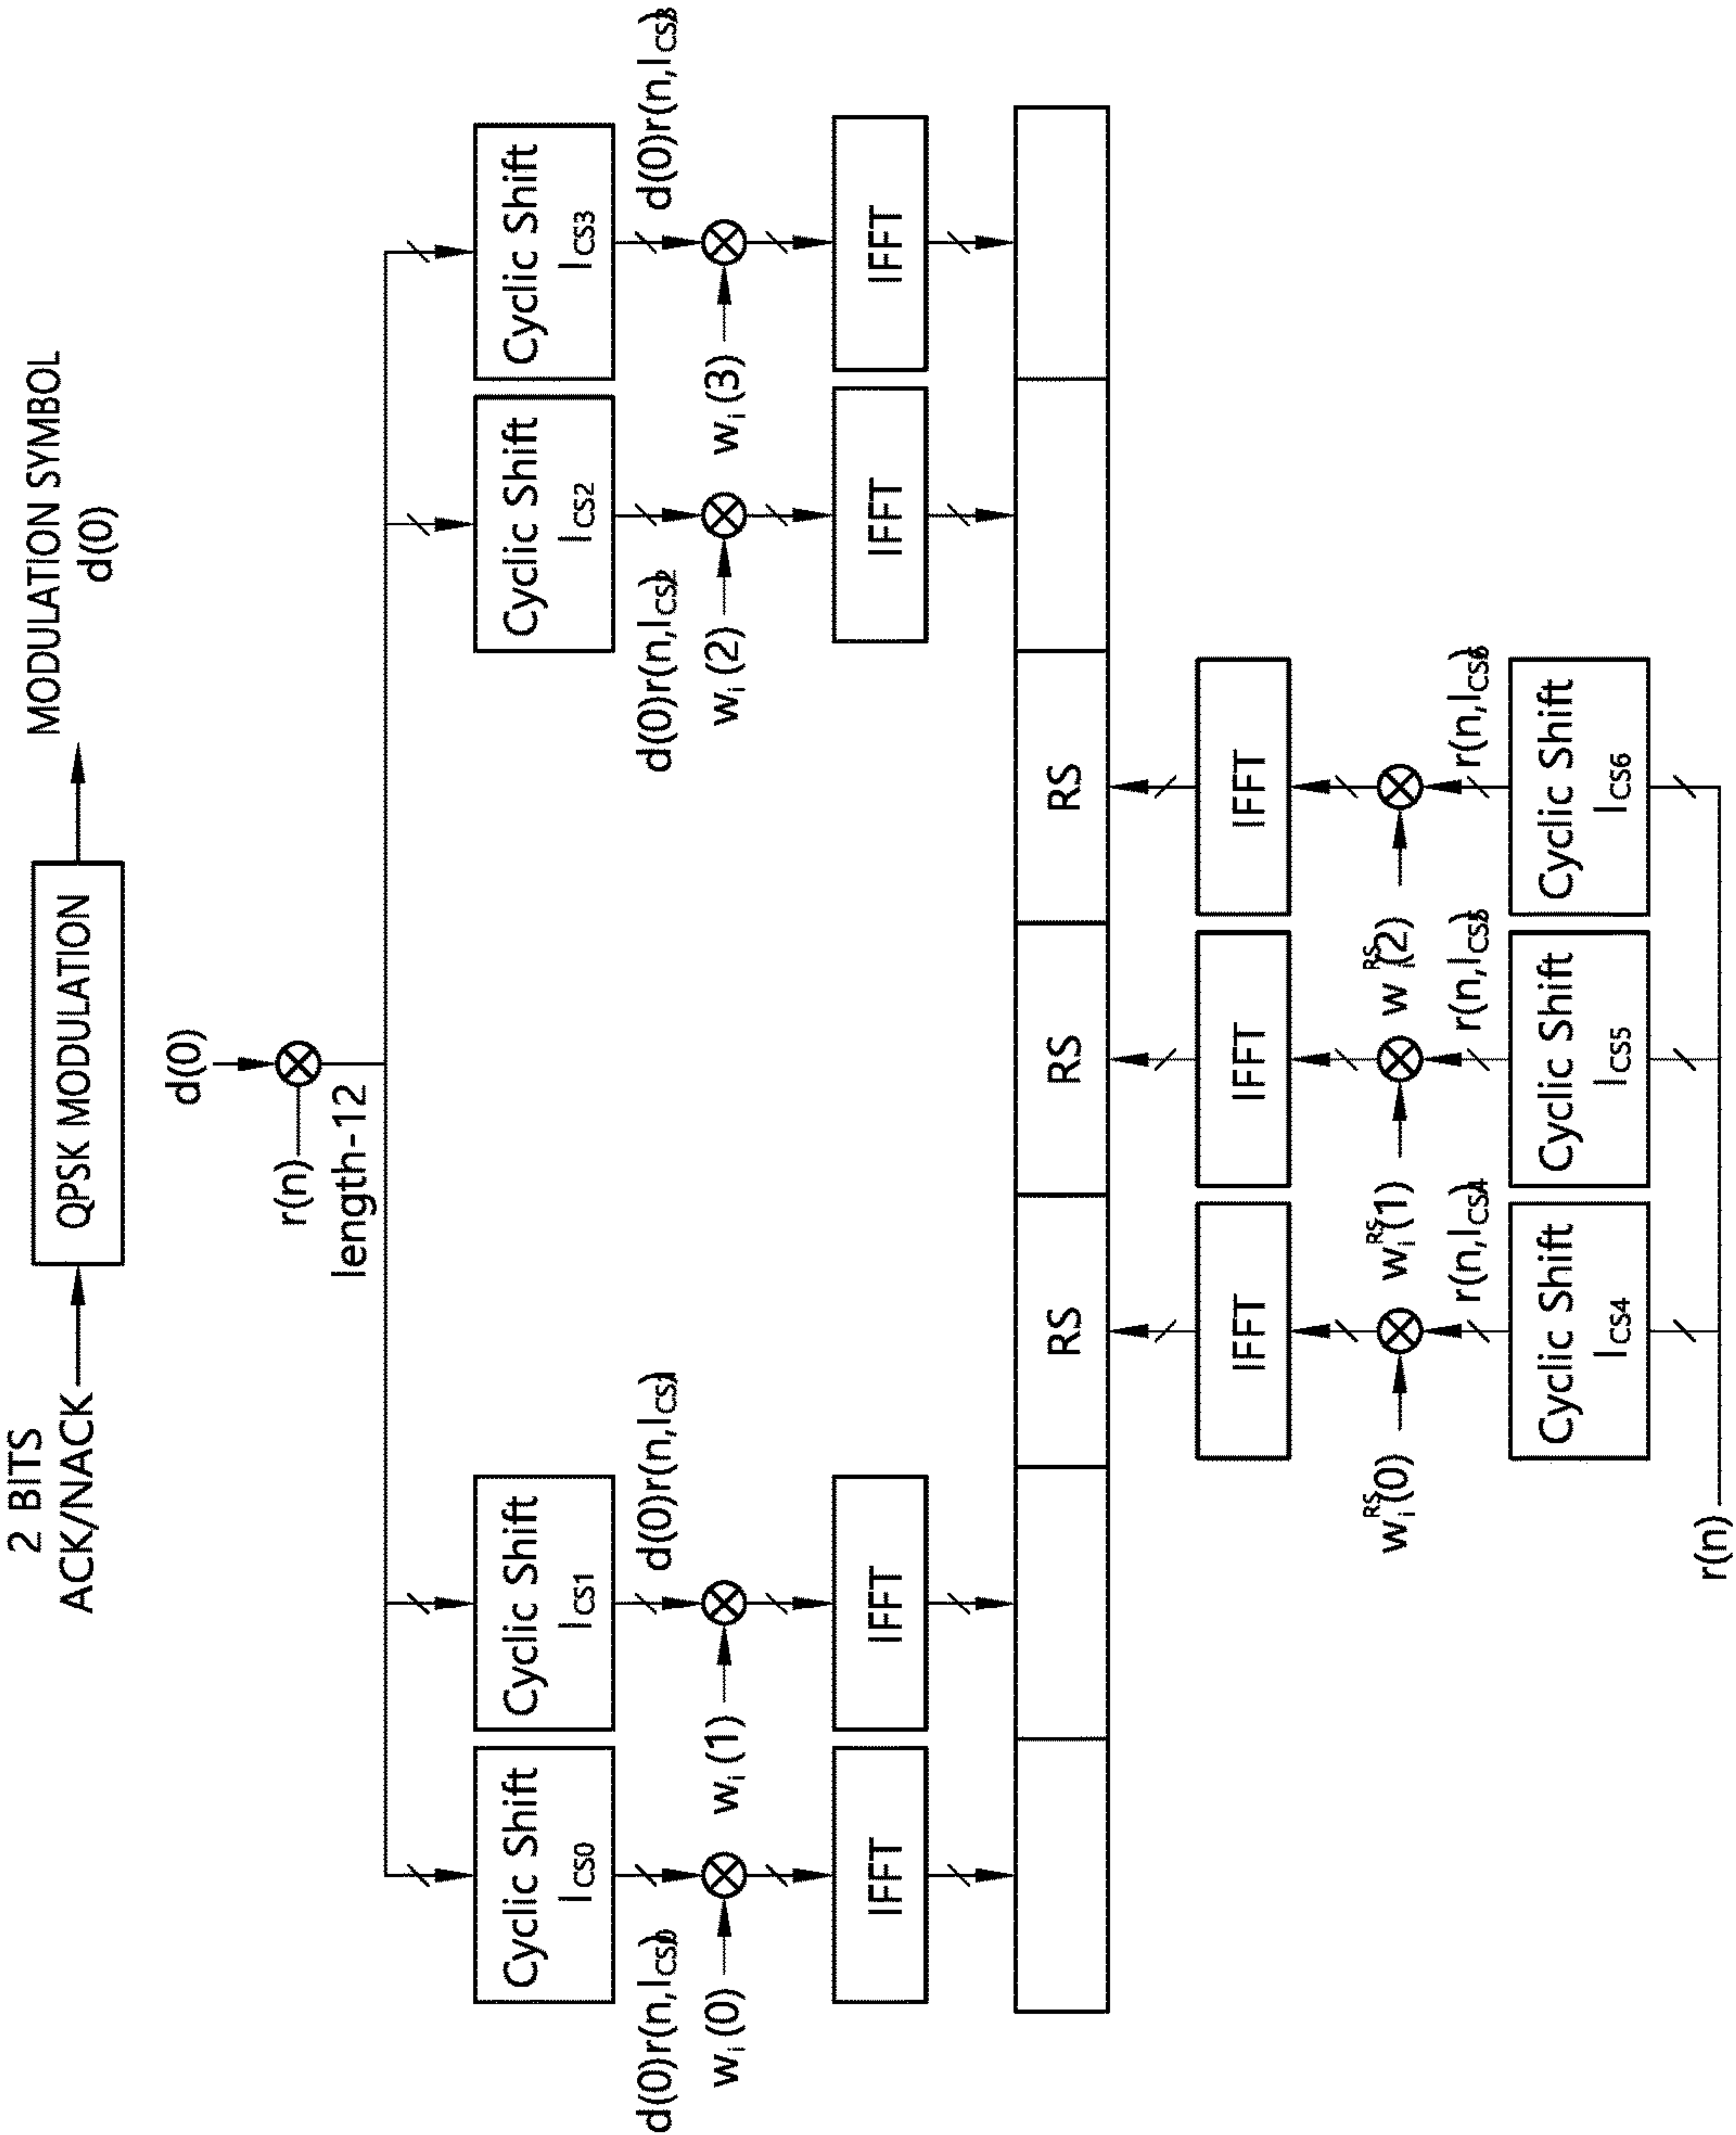 2 BITS
ACK/NACK
QPSK MODULATION
MODULATION SYMBOL
d(0)
d(0)
r(n)
length-12
Cyclic Shift
I_CS0
Cyclic Shift
I_CS1
Cyclic Shift
I_CS2
Cyclic Shift
I_CS3
d(0)r(n,I_CS0)
d(0)r(n,I_CS1)
d(0)r(n,I_CS2)
d(0)r(n,I_CS3)
w_i(0)
w_i(1)
w_i(2)
w_i(3)
IFFT
IFFT
IFFT
IFFT
RS
RS
RS
IFFT
IFFT
IFFT
w_i^RS(0)
w_i^RS(1)
w_i^RS(2)
r(n,I_CS4)
r(n,I_CS5)
r(n,I_CS6)
Cyclic Shift
I_CS4
Cyclic Shift
I_CS5
Cyclic Shift
I_CS6
r(n)